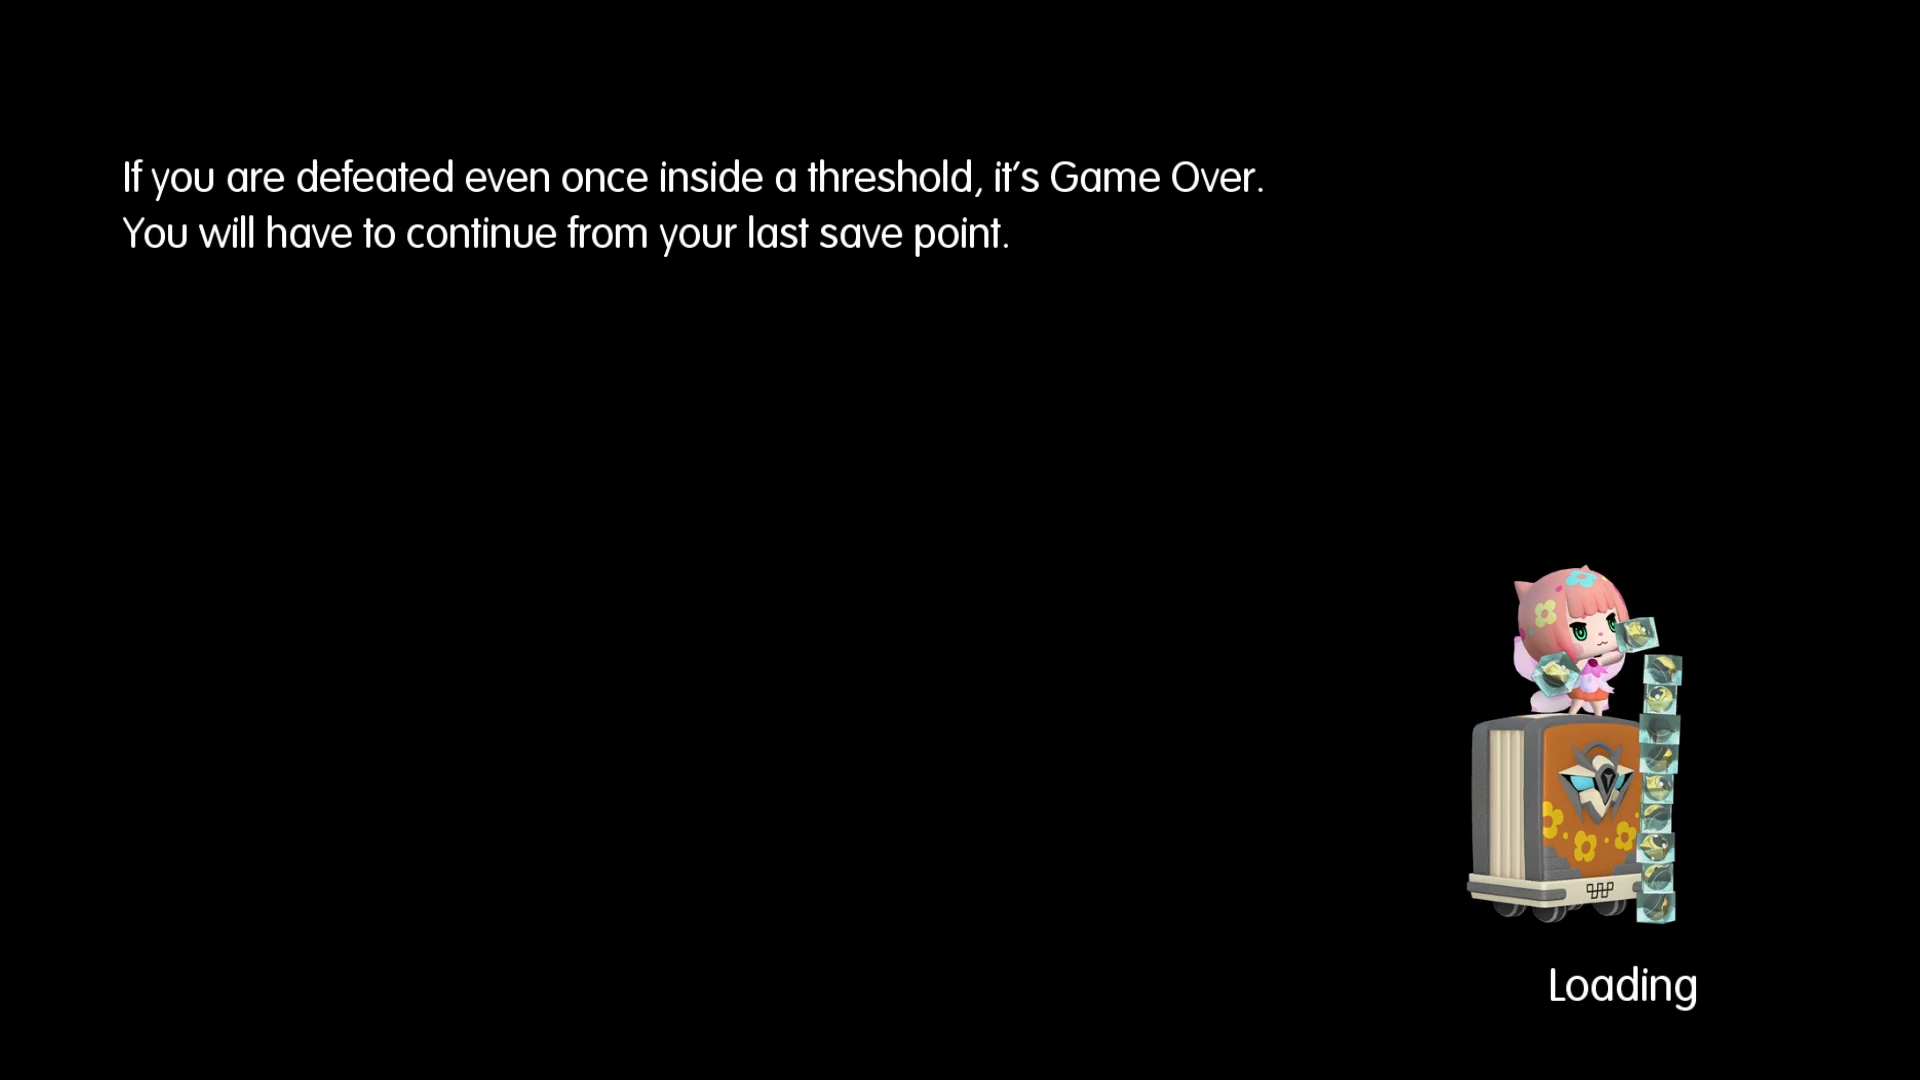 If you are defeated even once inside a threshold, it's Game Over.
You will have to continue from your last save point.
Loading